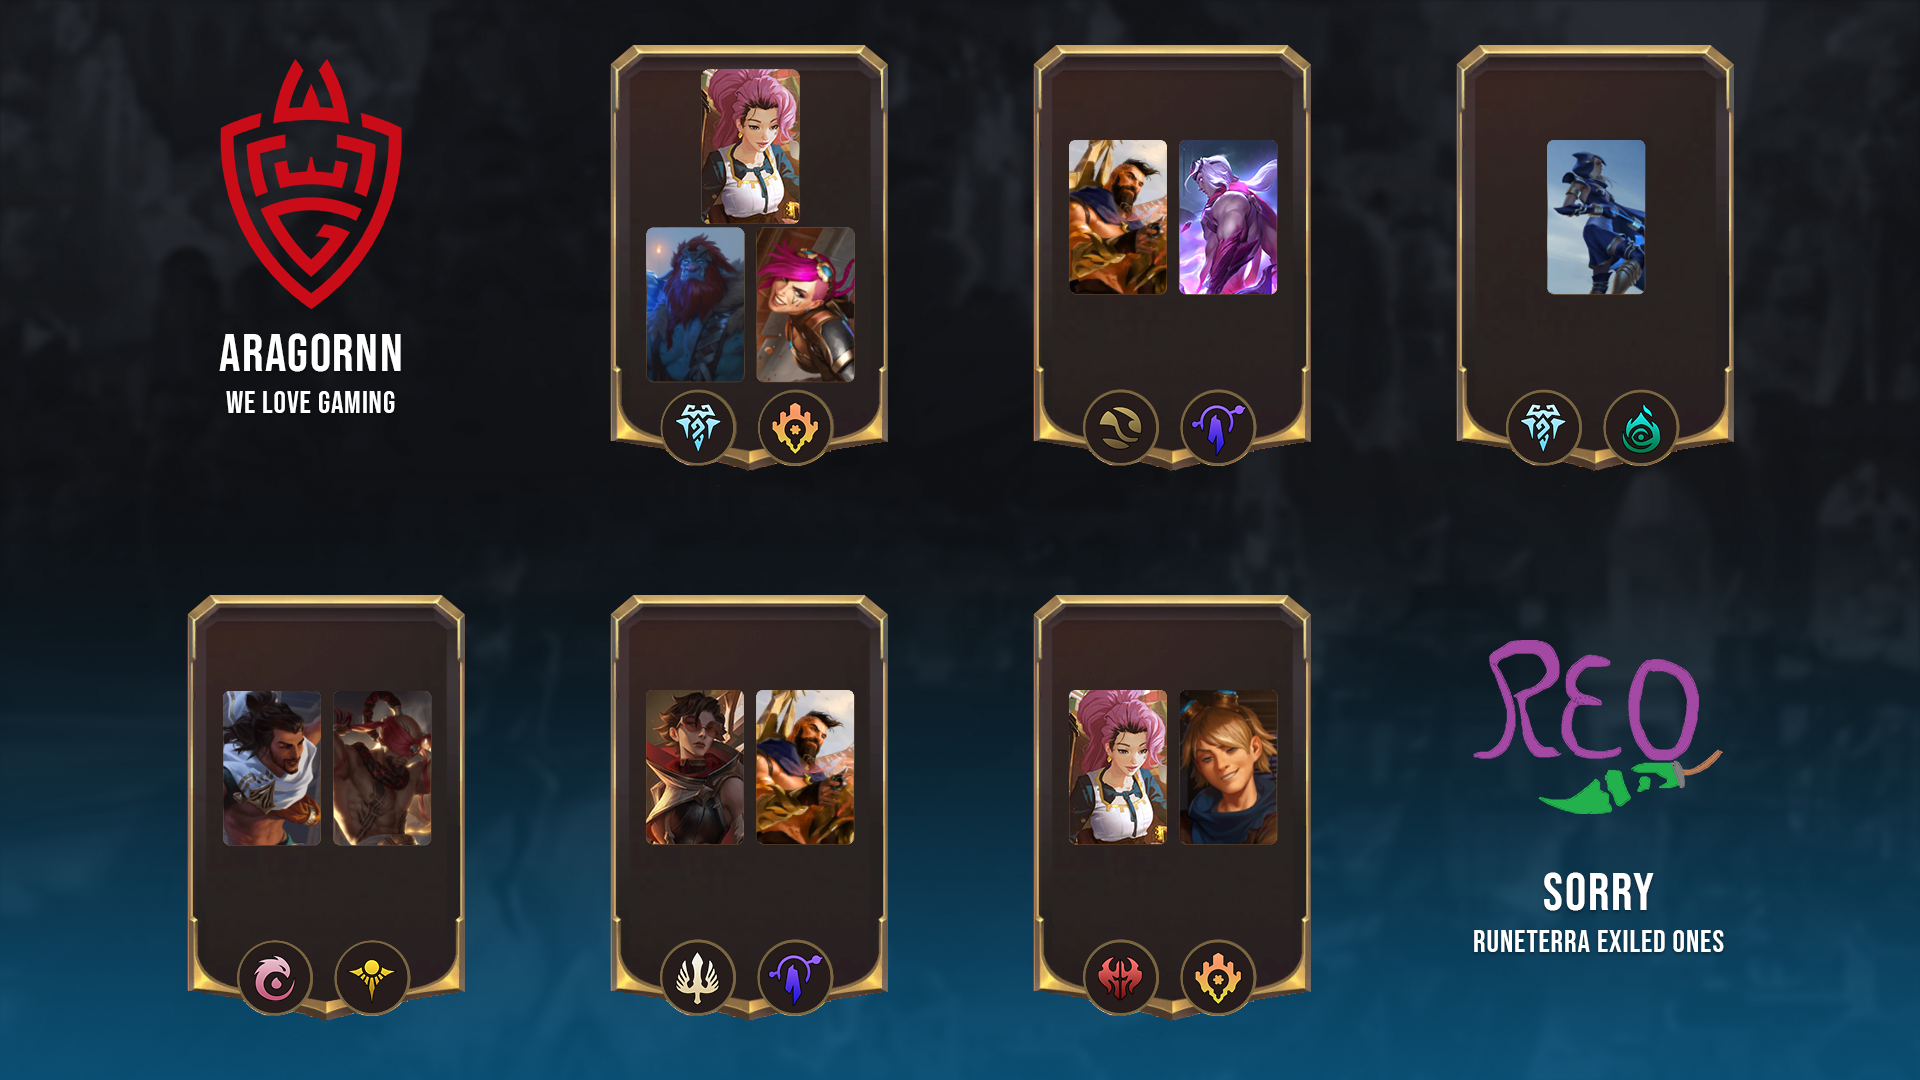 ARAGORNN
WE LOVE GAMING
REO
SORRY
RUNETERRA EXILED ONES